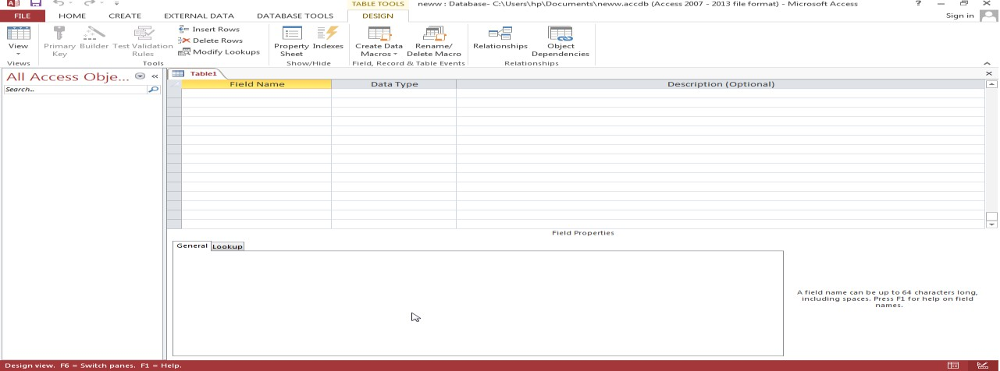 TABLE TOOLS neww : Database- C:\Users\hp\Documents\neww.accdb (Access 2007 - 2013 file format) - Microsoft Access ?
FILE HOME CREATE EXTERNAL DATA DATABASE TOOLS DESIGN Sign in
View Primary Key Builder Test Validation Rules Insert Rows Delete Rows Modify Lookups Property Sheet Indexes Create Data Macros Rename/ Delete Macro Relationships Object Dependencies
Views Tools Show/Hide Field, Record & Table Events Relationships
All Access Obje... «
Search...
Table1
Field Name Data Type Description (Optional)
Field Properties
General Lookup
A field name can be up to 64 characters long,
including spaces. Press F1 for help on field
names.
Design view. F6 = Switch panes. F1 = Help.